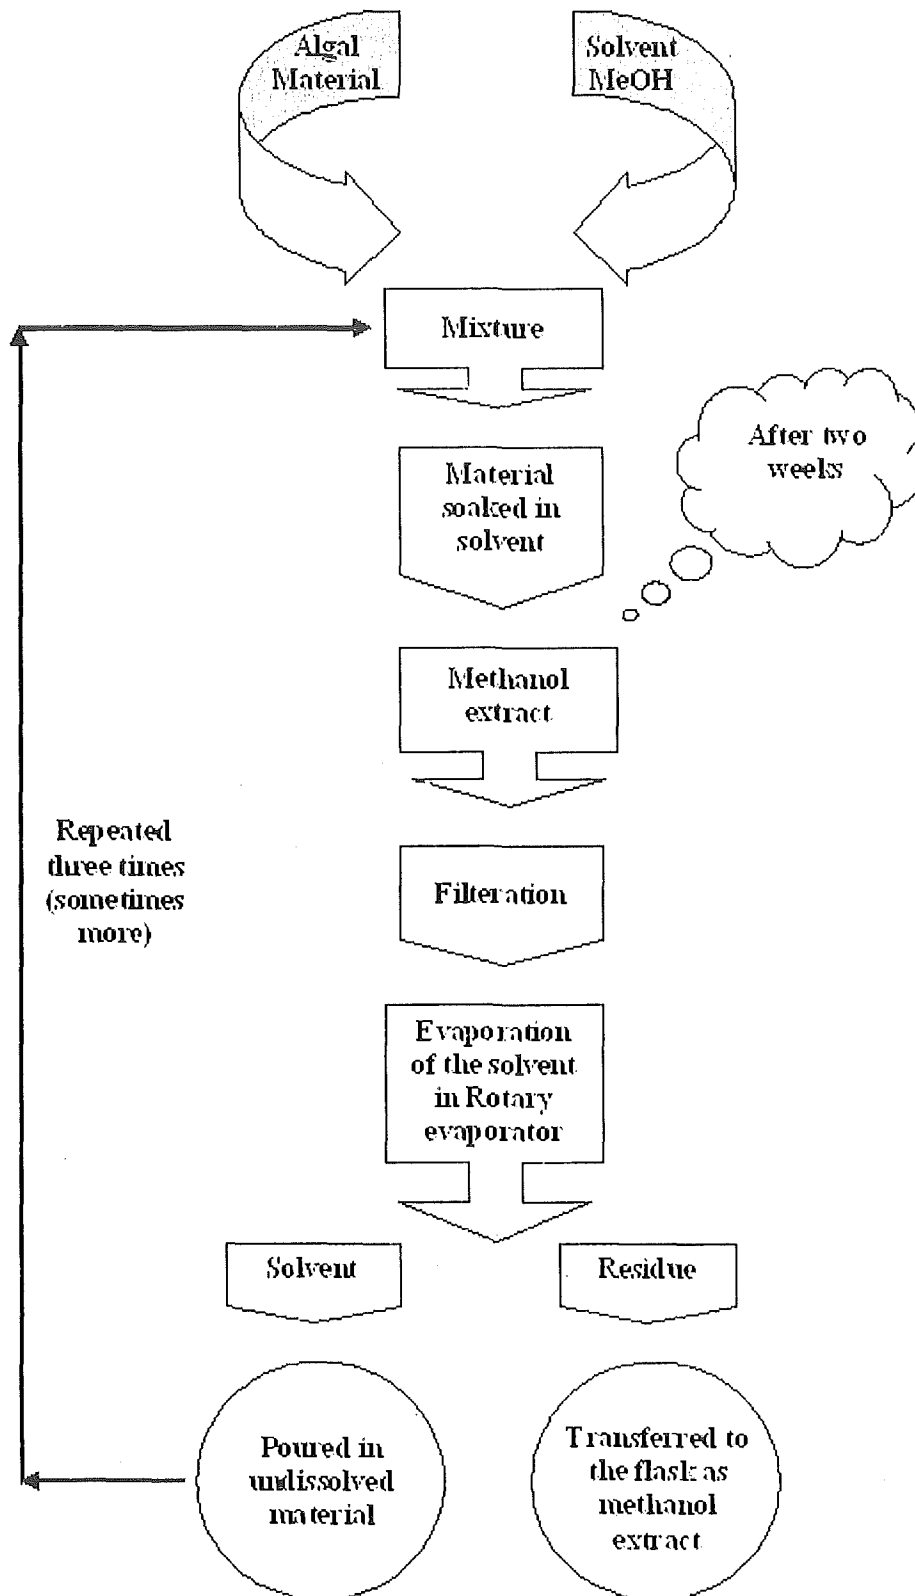 Algal
Material
Solvent
MeOH
Mixture
After two
weeks
Material
soaked in
solvent
Methanol
extract
Repeated
three times
(sometimes
more)
Filteration
Evaporation
of the solvent
in Rotary
evaporator
Solvent
Residue
Poured in
undissolved
material
Transferred to
the flask as
methanol
extract